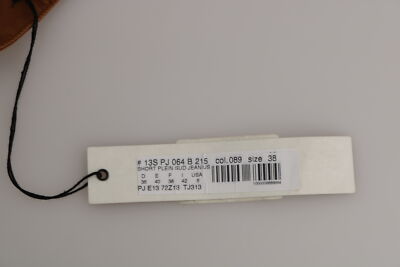 # 13S PJ 064 B 215 col.089 size 38
SHORT PLEIN SUD JEANIUS
D E F I USA
36 40 38 42 6
PJ E13 72Z13 TJ313